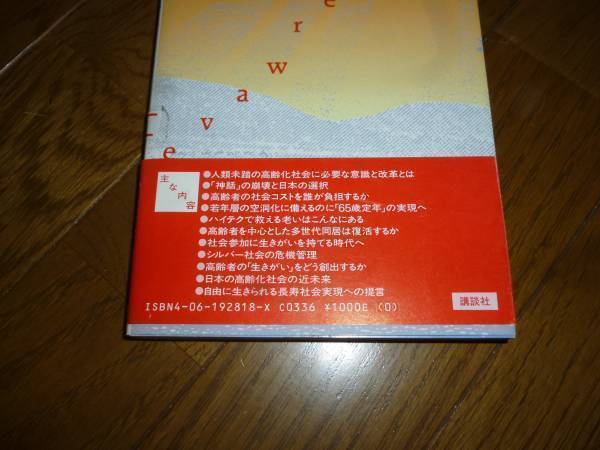 e
r
w
a
v
e
主な内容
●人類未踏の高齢化社会に必要な意識と改革とは
●「神話」の崩壊と日本の選択
●高齢者の社会コストを誰が負担するか
●若年層の空洞化に備えるのに「65歳定年」の実現へ
●ハイテクで救える老いはこんなにある
●高齢者を中心とした多世代同居は復活するか
●社会参加に生きがいを持てる時代へ
●シルバー社会の危機管理
●高齢者の「生きがい」をどう創出するか
●日本の高齢化社会の近未来
●自由に生きられる長寿社会実現への提言
ISBN4-06-192818-X C0336 ¥1000E (0)
講談社